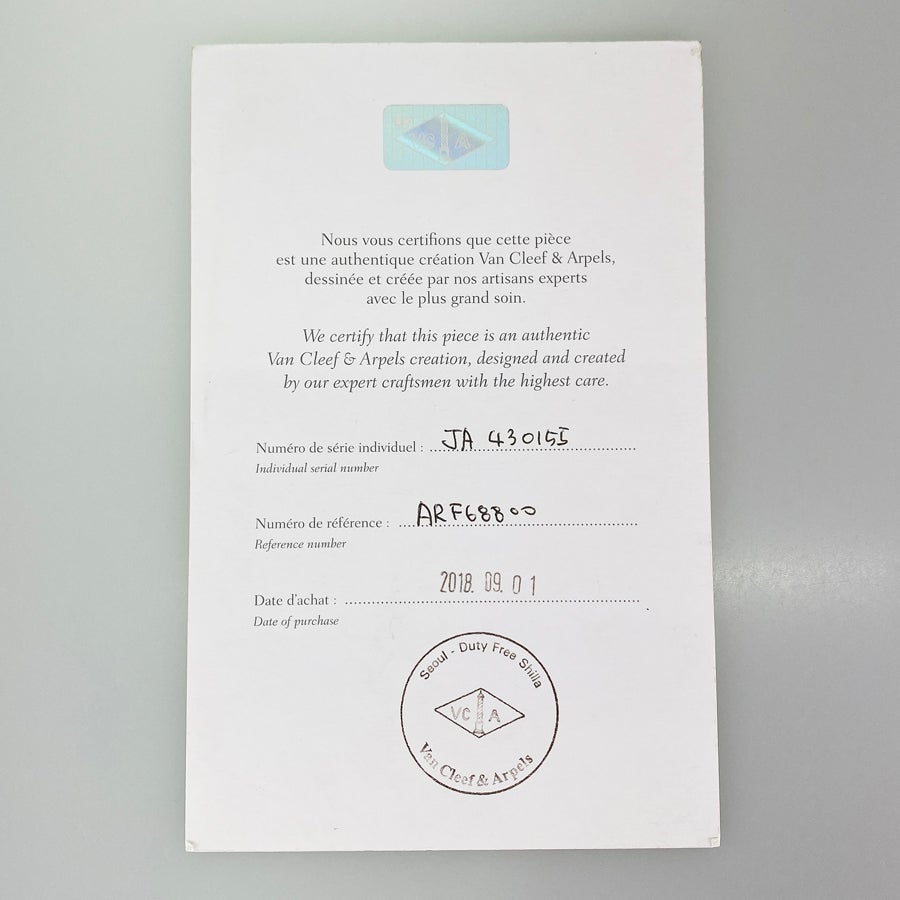 VC A
Nous vous certifions que cette pièce
est une authentique création Van Cleef & Arpels,
dessinée et créée par nos artisans experts
avec le plus grand soin.
We certify that this piece is an authentic
Van Cleef & Arpels creation, designed and created
by our expert craftsmen with the highest care.
Numéro de série individuel : JA 430155
Individual serial number
Numéro de référence : ARF68800
Reference number
Date d'achat : 2018. 09. 01
Date of purchase
Seoul - Duty Free Shilla
VC A
Van Cleef & Arpels